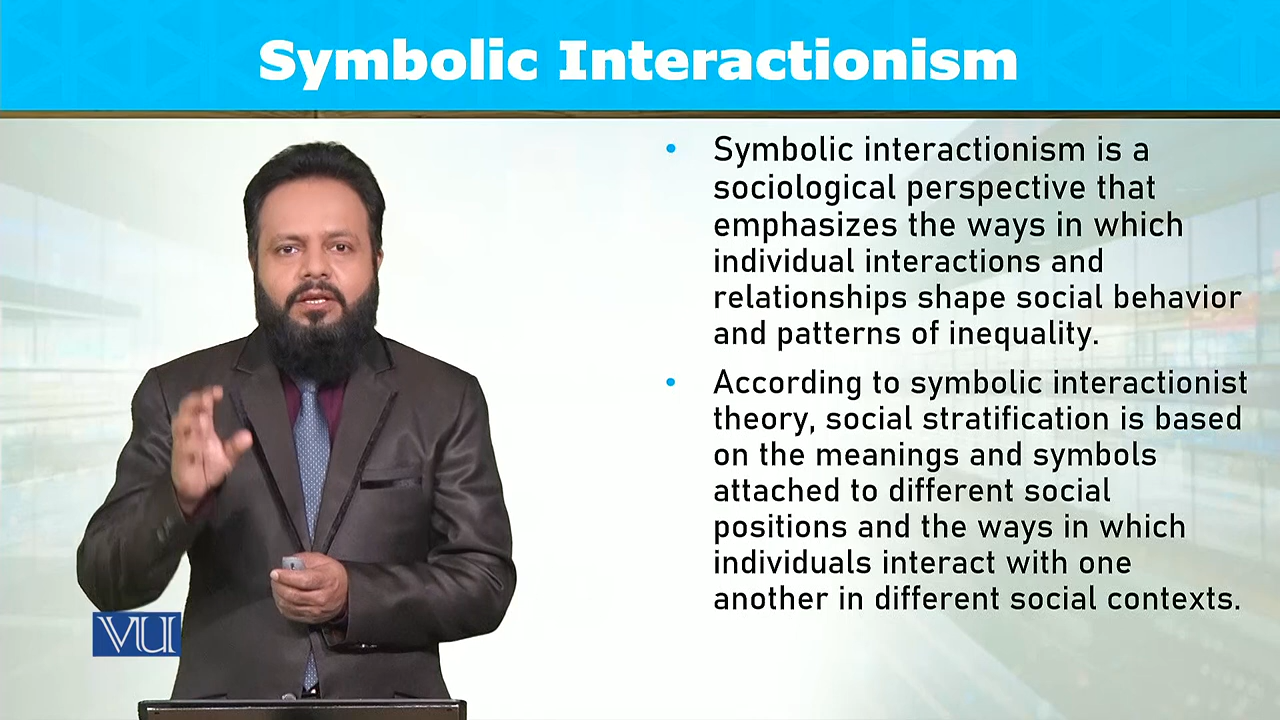 Symbolic Interactionism
• Symbolic interactionism is a
sociological perspective that
emphasizes the ways in which
individual interactions and
relationships shape social behavior
and patterns of inequality.
• According to symbolic interactionist
theory, social stratification is based
on the meanings and symbols
attached to different social
positions and the ways in which
individuals interact with one
another in different social contexts.
VU